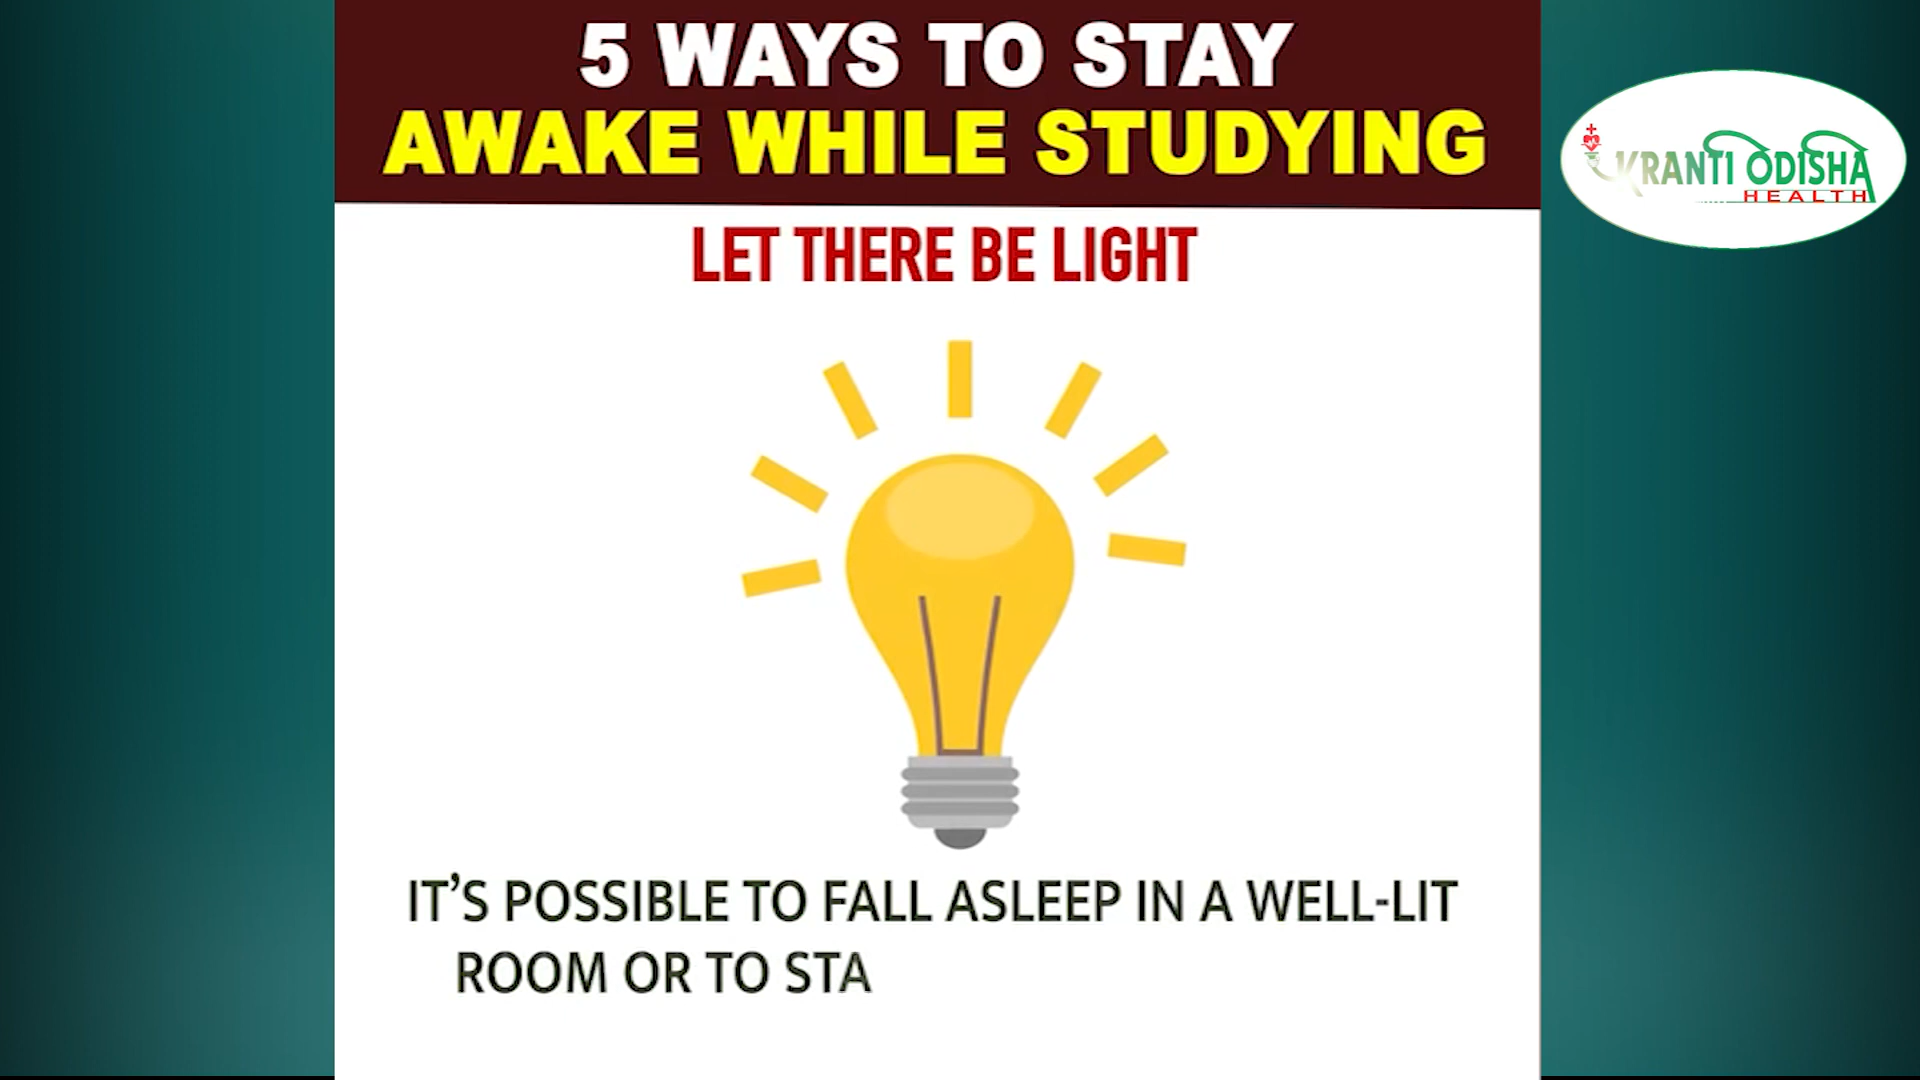 5 WAYS TO STAY
AWAKE WHILE STUDYING
KRANTI ODISHA
HEALTH
LET THERE BE LIGHT
IT'S POSSIBLE TO FALL ASLEEP IN A WELL-LIT
ROOM OR TO STA